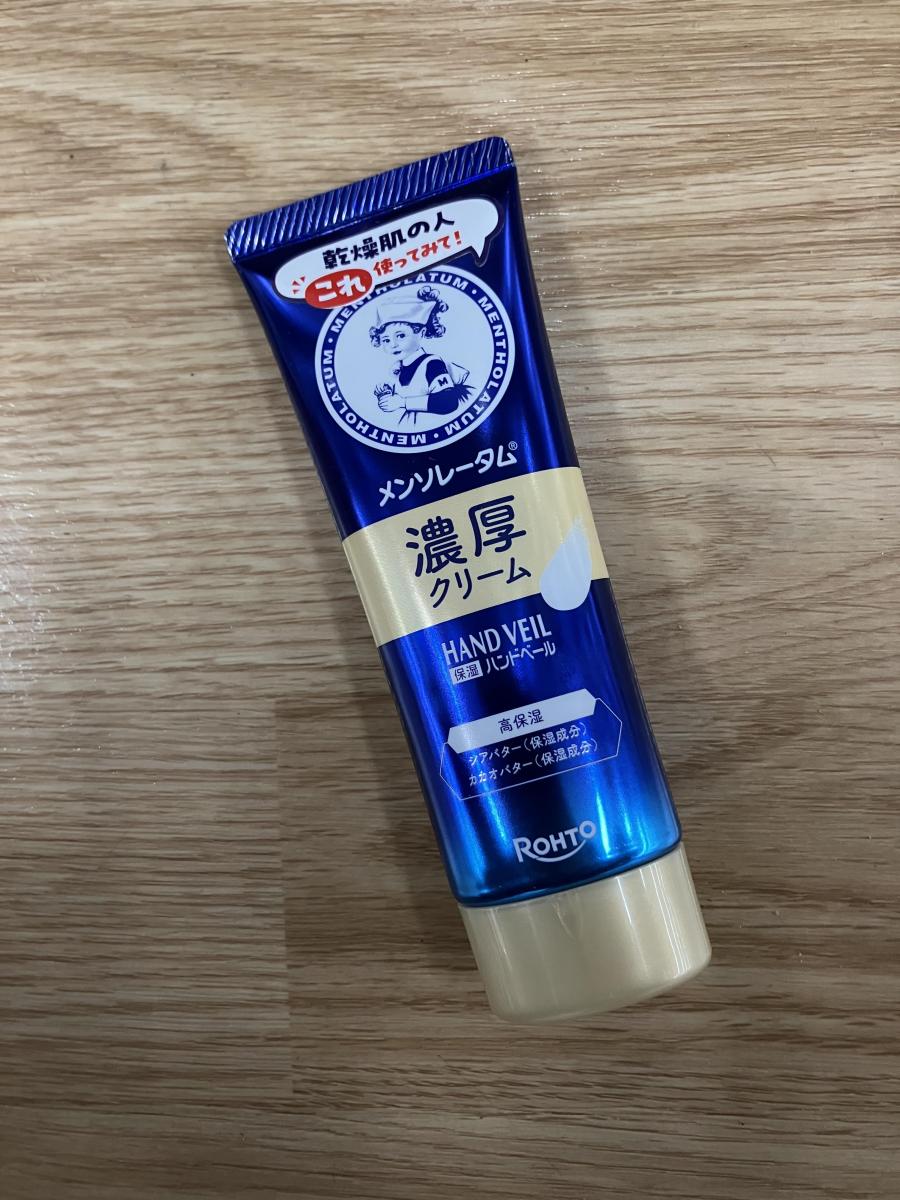 乾燥肌の人
これ 使ってみて!
MENTHOLATUM・MENTHOLATUM・MENTHOLATUM・MENTHOLATUM・
M
メンソレータム®
濃厚
クリーム
HAND VEIL
保湿 ハンドベール
高保湿
シアバター(保湿成分)
カカオバター(保湿成分)
ROHTO